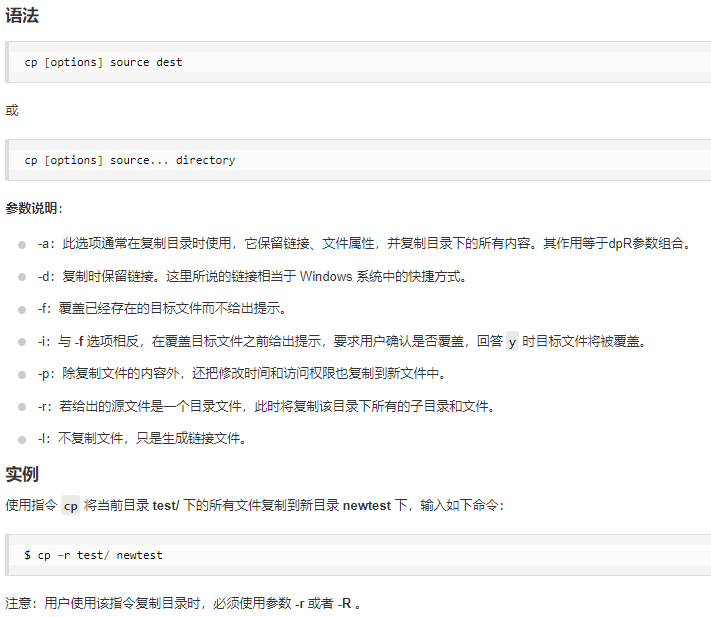 语法
cp [options] source dest
或
cp [options] source... directory
参数说明：
-a：此选项通常在复制目录时使用，它保留链接、文件属性，并复制目录下的所有内容。其作用等于dpR参数组合。
-d：复制时保留链接。这里所说的链接相当于 Windows 系统中的快捷方式。
-f：覆盖已经存在的目标文件而不给出提示。
-i：与 -f 选项相反，在覆盖目标文件之前给出提示，要求用户确认是否覆盖，回答 y 时目标文件将被覆盖。
-p：除复制文件的内容外，还把修改时间和访问权限也复制到新文件中。
-r：若给出的源文件是一个目录文件，此时将复制该目录下所有的子目录和文件。
-l：不复制文件，只是生成链接文件。
实例
使用指令 cp 将当前目录 test/ 下的所有文件复制到新目录 newtest 下，输入如下命令：
$ cp –r test/ newtest
注意：用户使用该指令复制目录时，必须使用参数 -r 或者 -R 。